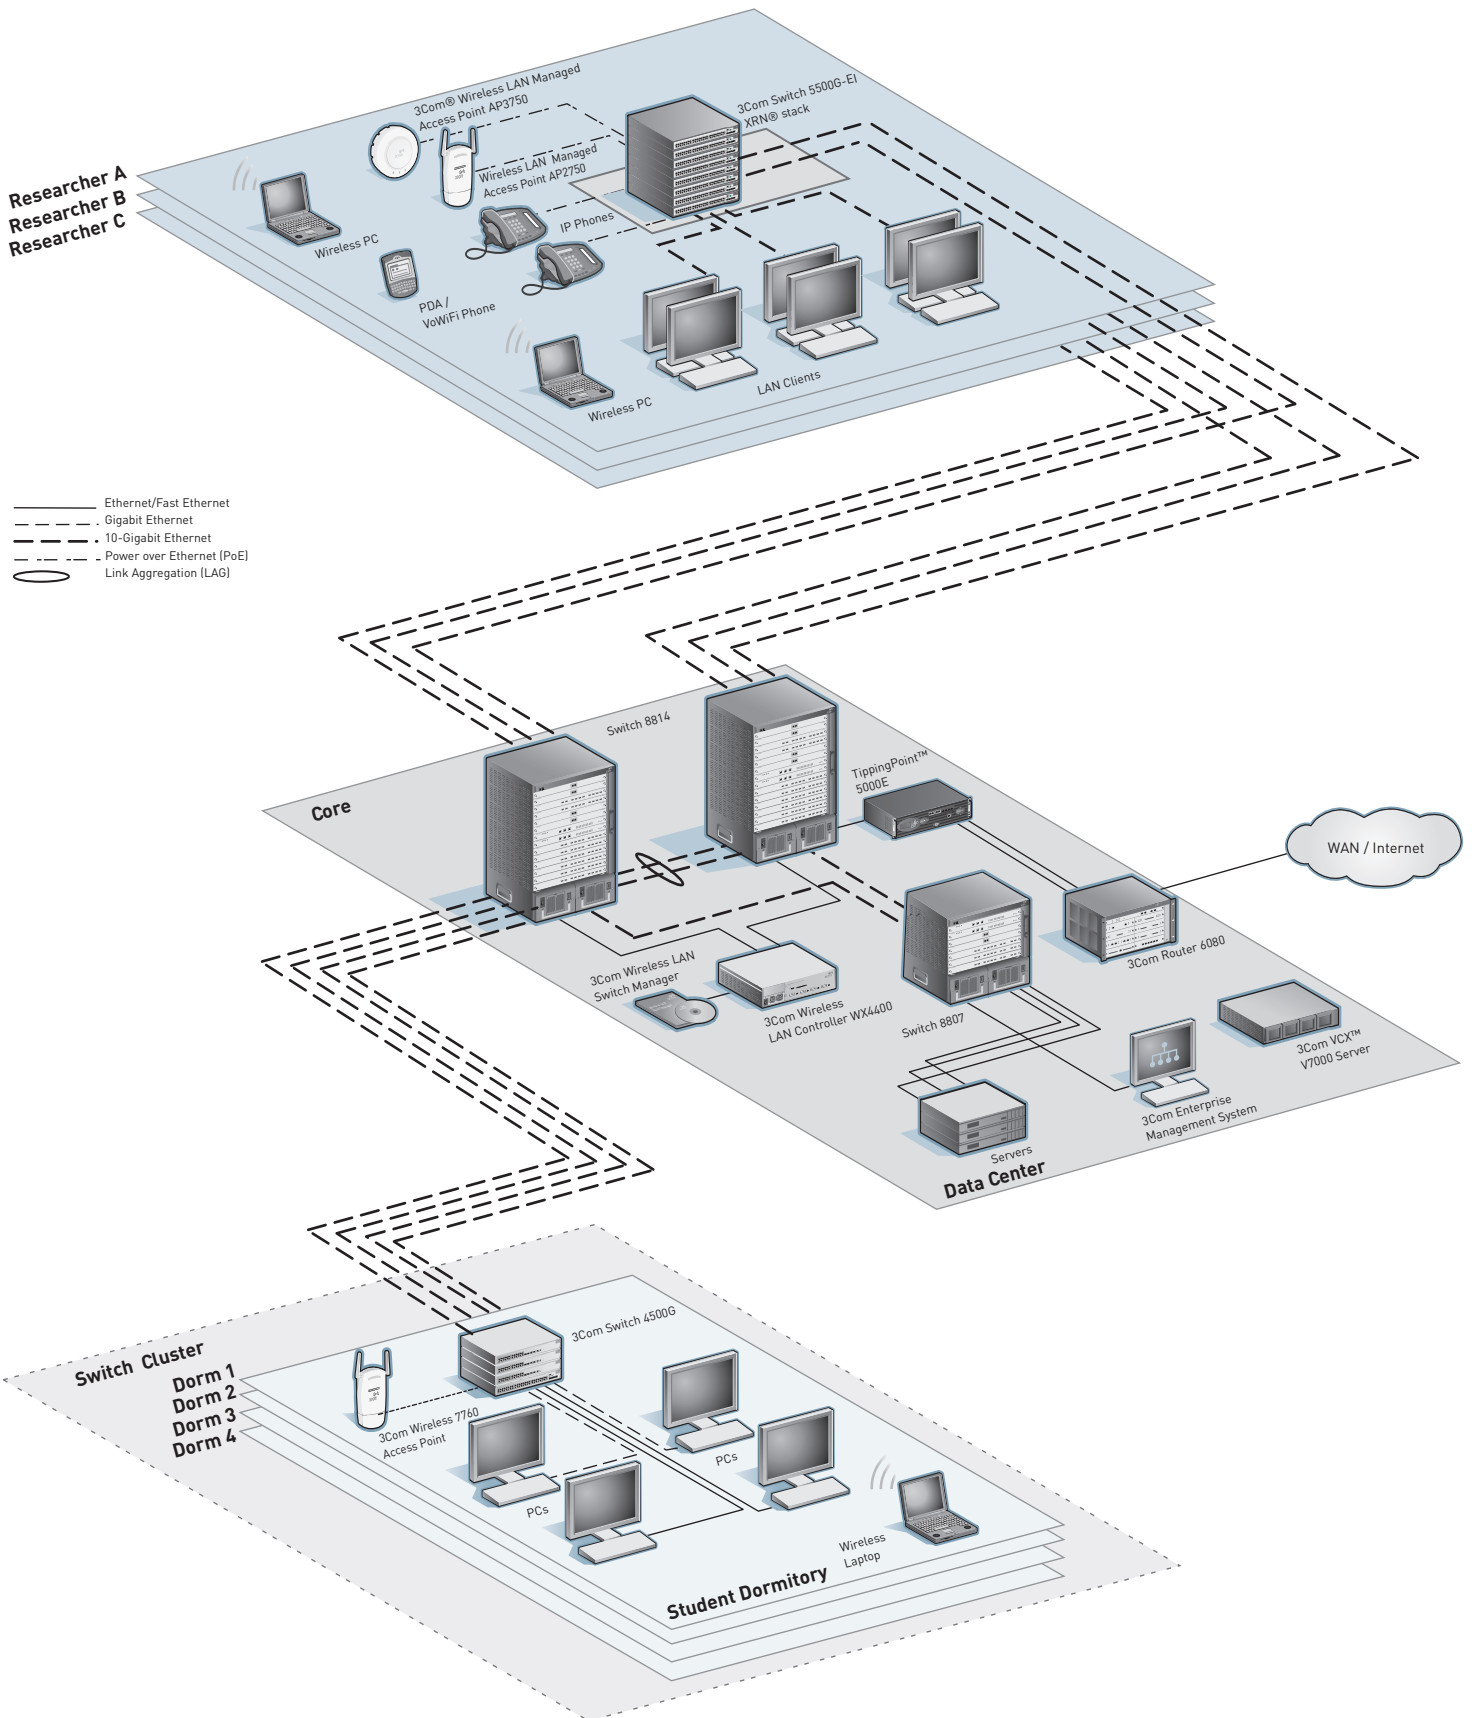 3Com® Wireless LAN Managed
Access Point AP3750
3Com Switch 5500G-EI
XRN® stack
Wireless LAN Managed
Access Point AP2750
Researcher A
Researcher B
Researcher C
IP Phones
Wireless PC
PDA /
VoWiFi Phone
LAN Clients
Wireless PC
Ethernet/Fast Ethernet
Gigabit Ethernet
10-Gigabit Ethernet
Power over Ethernet (PoE)
Link Aggregation (LAG)
Switch 8814
TippingPoint™
5000E
Core
WAN / Internet
3Com Router 6080
3Com Wireless LAN
Switch Manager
3Com Wireless
LAN Controller WX4400
Switch 8807
3Com VCX™
V7000 Server
3Com Enterprise
Management System
Servers
Data Center
3Com Switch 4500G
Switch Cluster
Dorm 1
Dorm 2
Dorm 3
Dorm 4
3Com Wireless 7760
Access Point
PCs
PCs
Wireless
Laptop
Student Dormitory